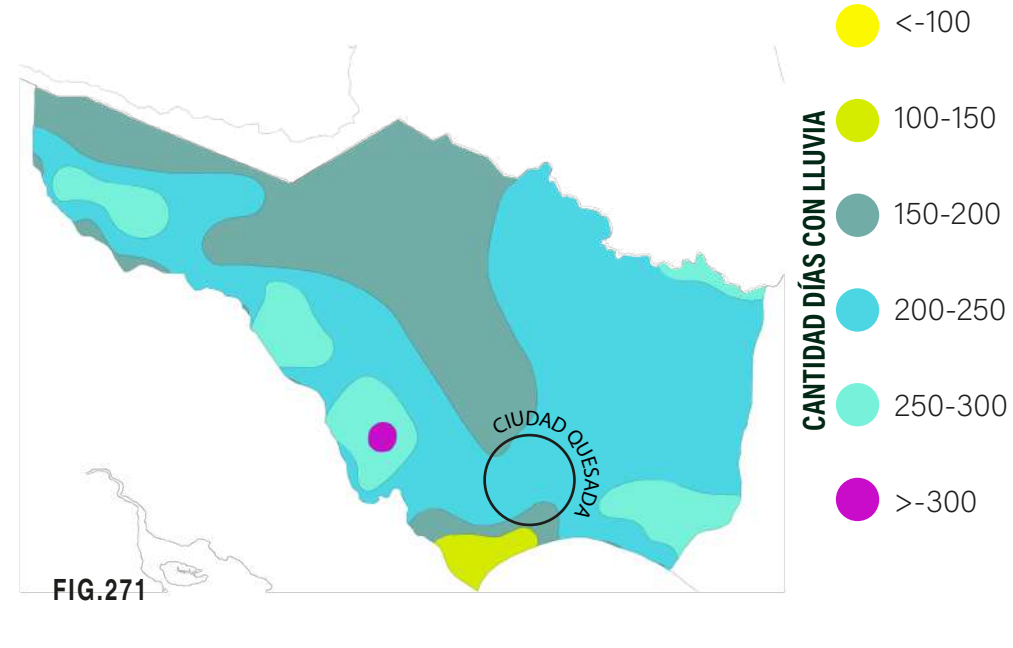 <-100
100-150
150-200
200-250
250-300
>-300
CANTIDAD DÍAS CON LLUVIA
CIUDAD QUESADA
FIG.271